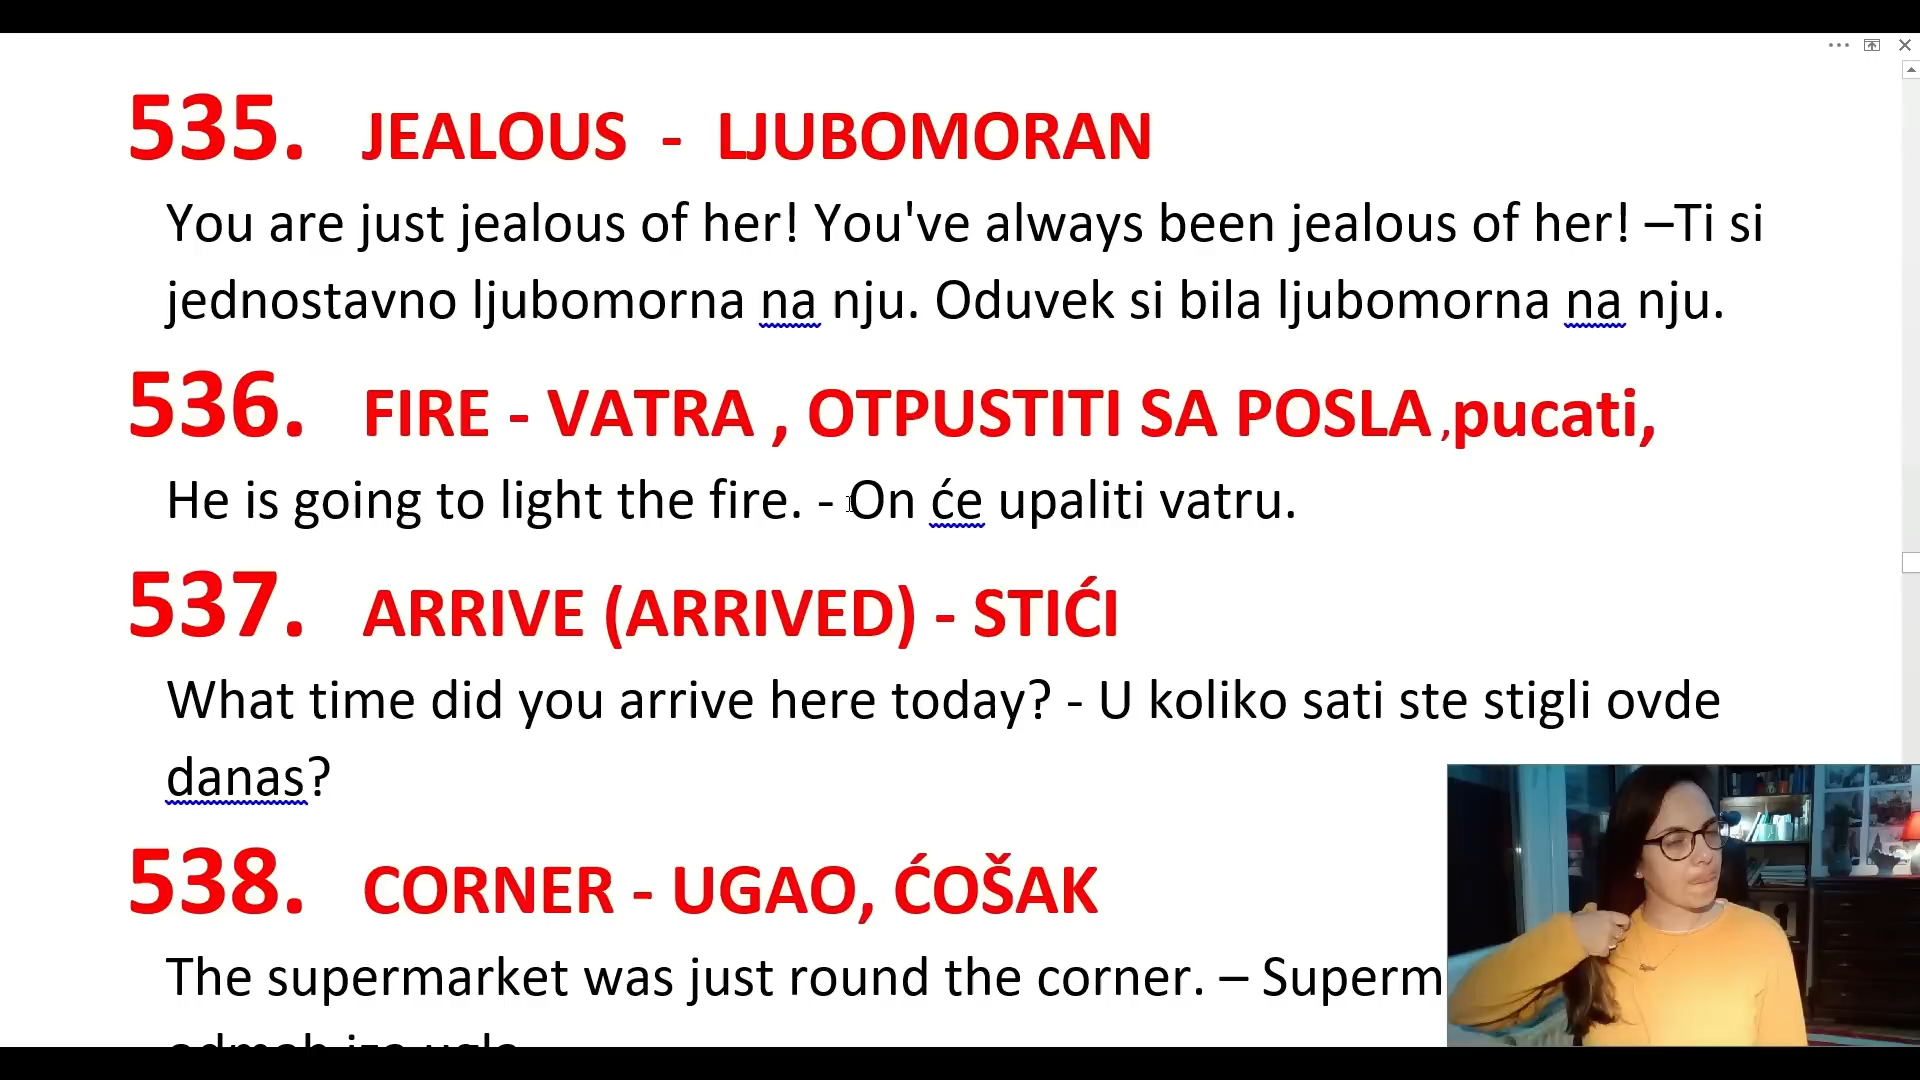 535. JEALOUS - LJUBOMORAN
You are just jealous of her! You've always been jealous of her! –Ti si
jednostavno ljubomorna na nju. Oduvek si bila ljubomorna na nju.
536. FIRE - VATRA , OTPUSTITI SA POSLA ,pucati,
He is going to light the fire. - On će upaliti vatru.
537. ARRIVE (ARRIVED) - STIĆI
What time did you arrive here today? - U koliko sati ste stigli ovde
danas?
538. CORNER - UGAO, ĆOŠAK
The supermarket was just round the corner. – Superm
odmah iza ugla